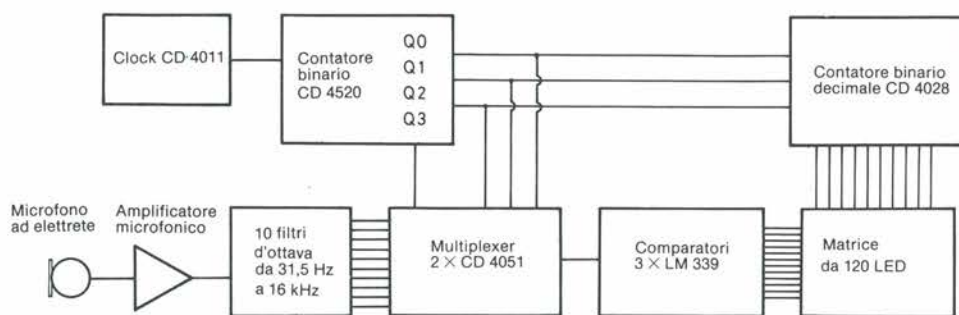 Clock CD 4011
Contatore
binario
CD 4520
Q0
Q1
Q2
Q3
Contatore binario
decimale CD 4028
Microfono
ad elettrete
Amplificatore
microfonico
10 filtri
d'ottava
da 31,5 Hz
a 16 kHz
Multiplexer
2 × CD 4051
Comparatori
3 × LM 339
Matrice
da 120 LED